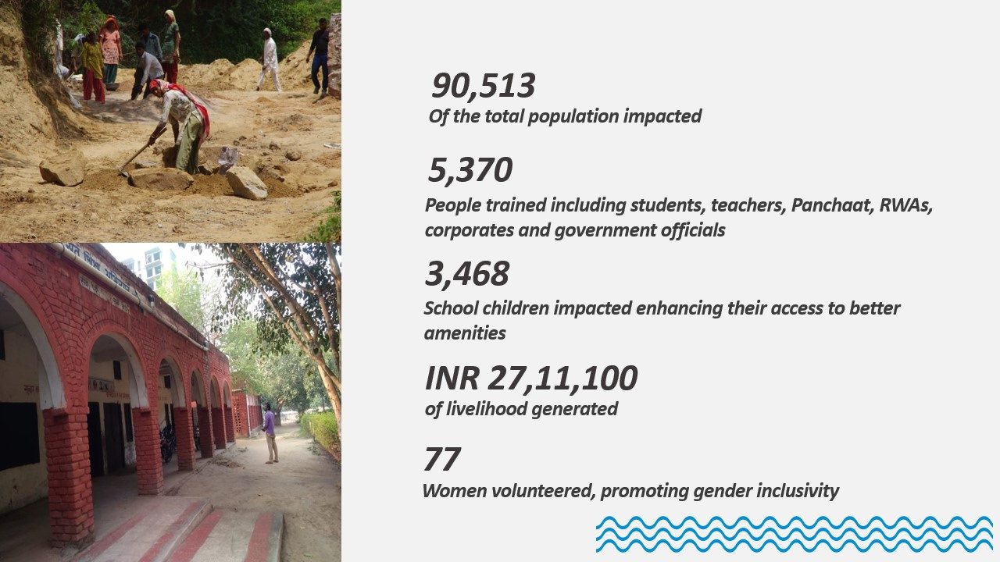 90,513
Of the total population impacted
5,370
People trained including students, teachers, Panchaat, RWAs,
corporates and government officials
3,468
School children impacted enhancing their access to better
amenities
INR 27,11,100
of livelihood generated
77
Women volunteered, promoting gender inclusivity